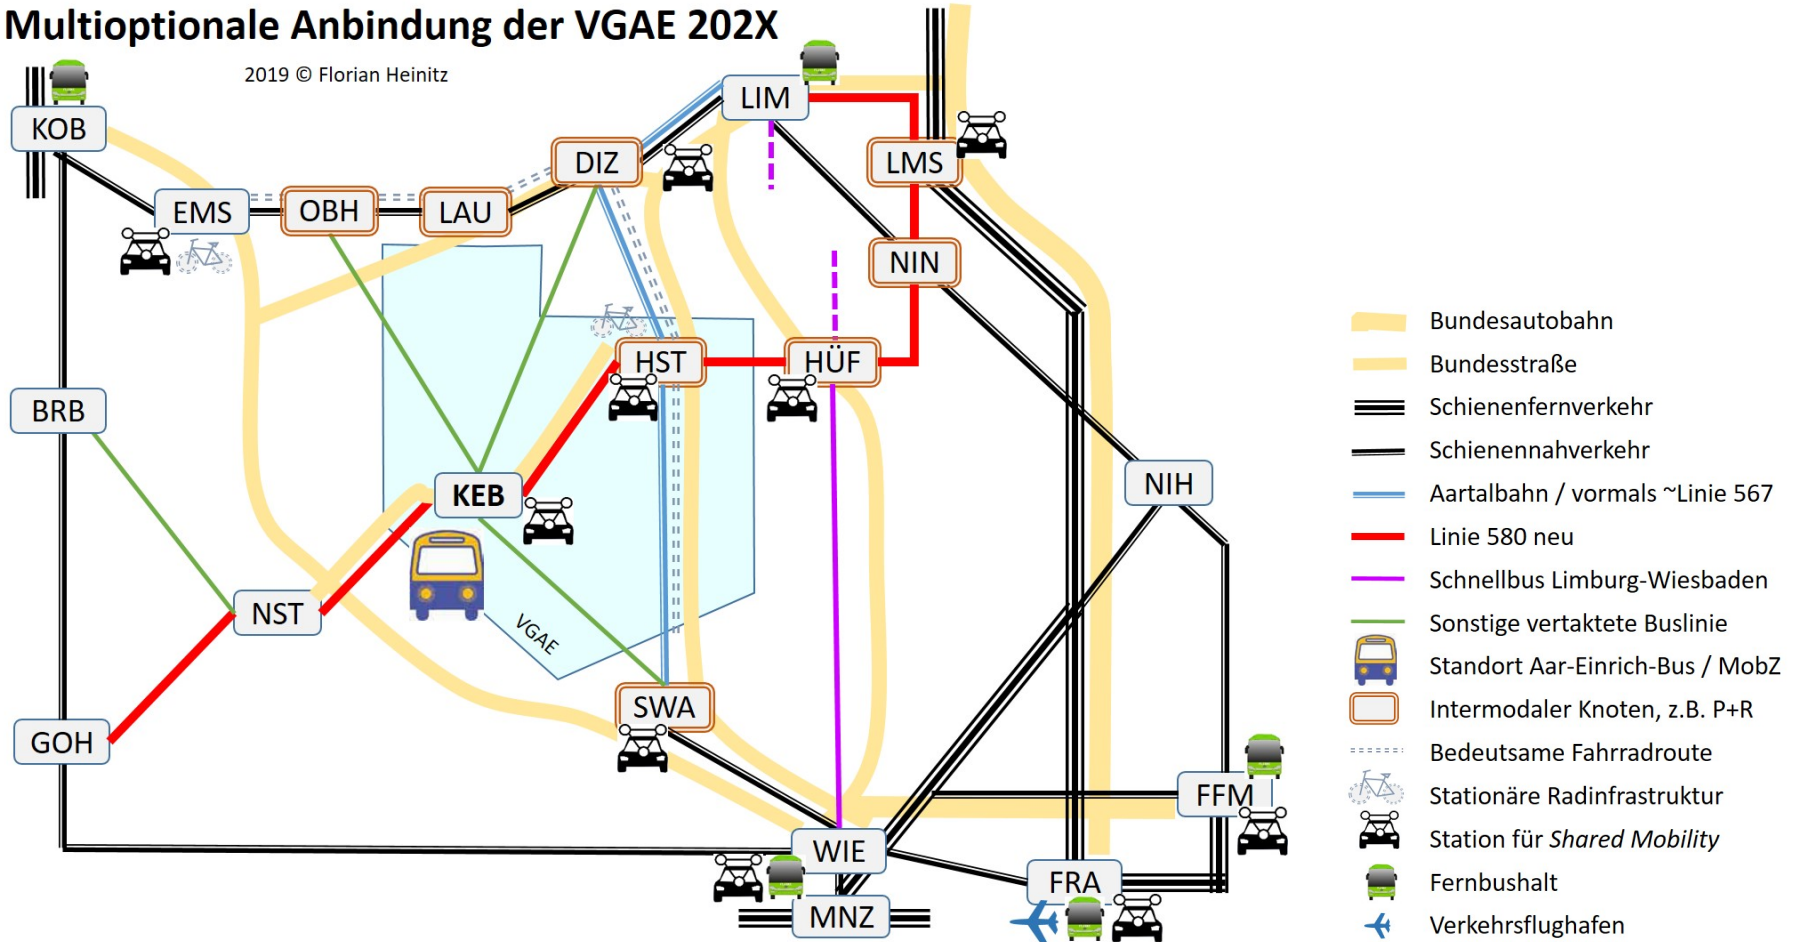 Multioptionale Anbindung der VGAE 202X
2019 © Florian Heinitz
KOB
LIM
DIZ
LMS
EMS
OBH
LAU
NIN
HST
HÜF
BRB
KEB
NIH
NST
VGAE
SWA
GOH
FFM
WIE
FRA
MNZ
Bundesautobahn
Bundesstraße
Schienenfernverkehr
Schienennahverkehr
Aartalbahn / vormals ~Linie 567
Linie 580 neu
Schnellbus Limburg-Wiesbaden
Sonstige vertaktete Buslinie
Standort Aar-Einrich-Bus / MobZ
Intermodaler Knoten, z.B. P+R
Bedeutsame Fahrradroute
Stationäre Radinfrastruktur
Station für Shared Mobility
Fernbushalt
Verkehrsflughafen